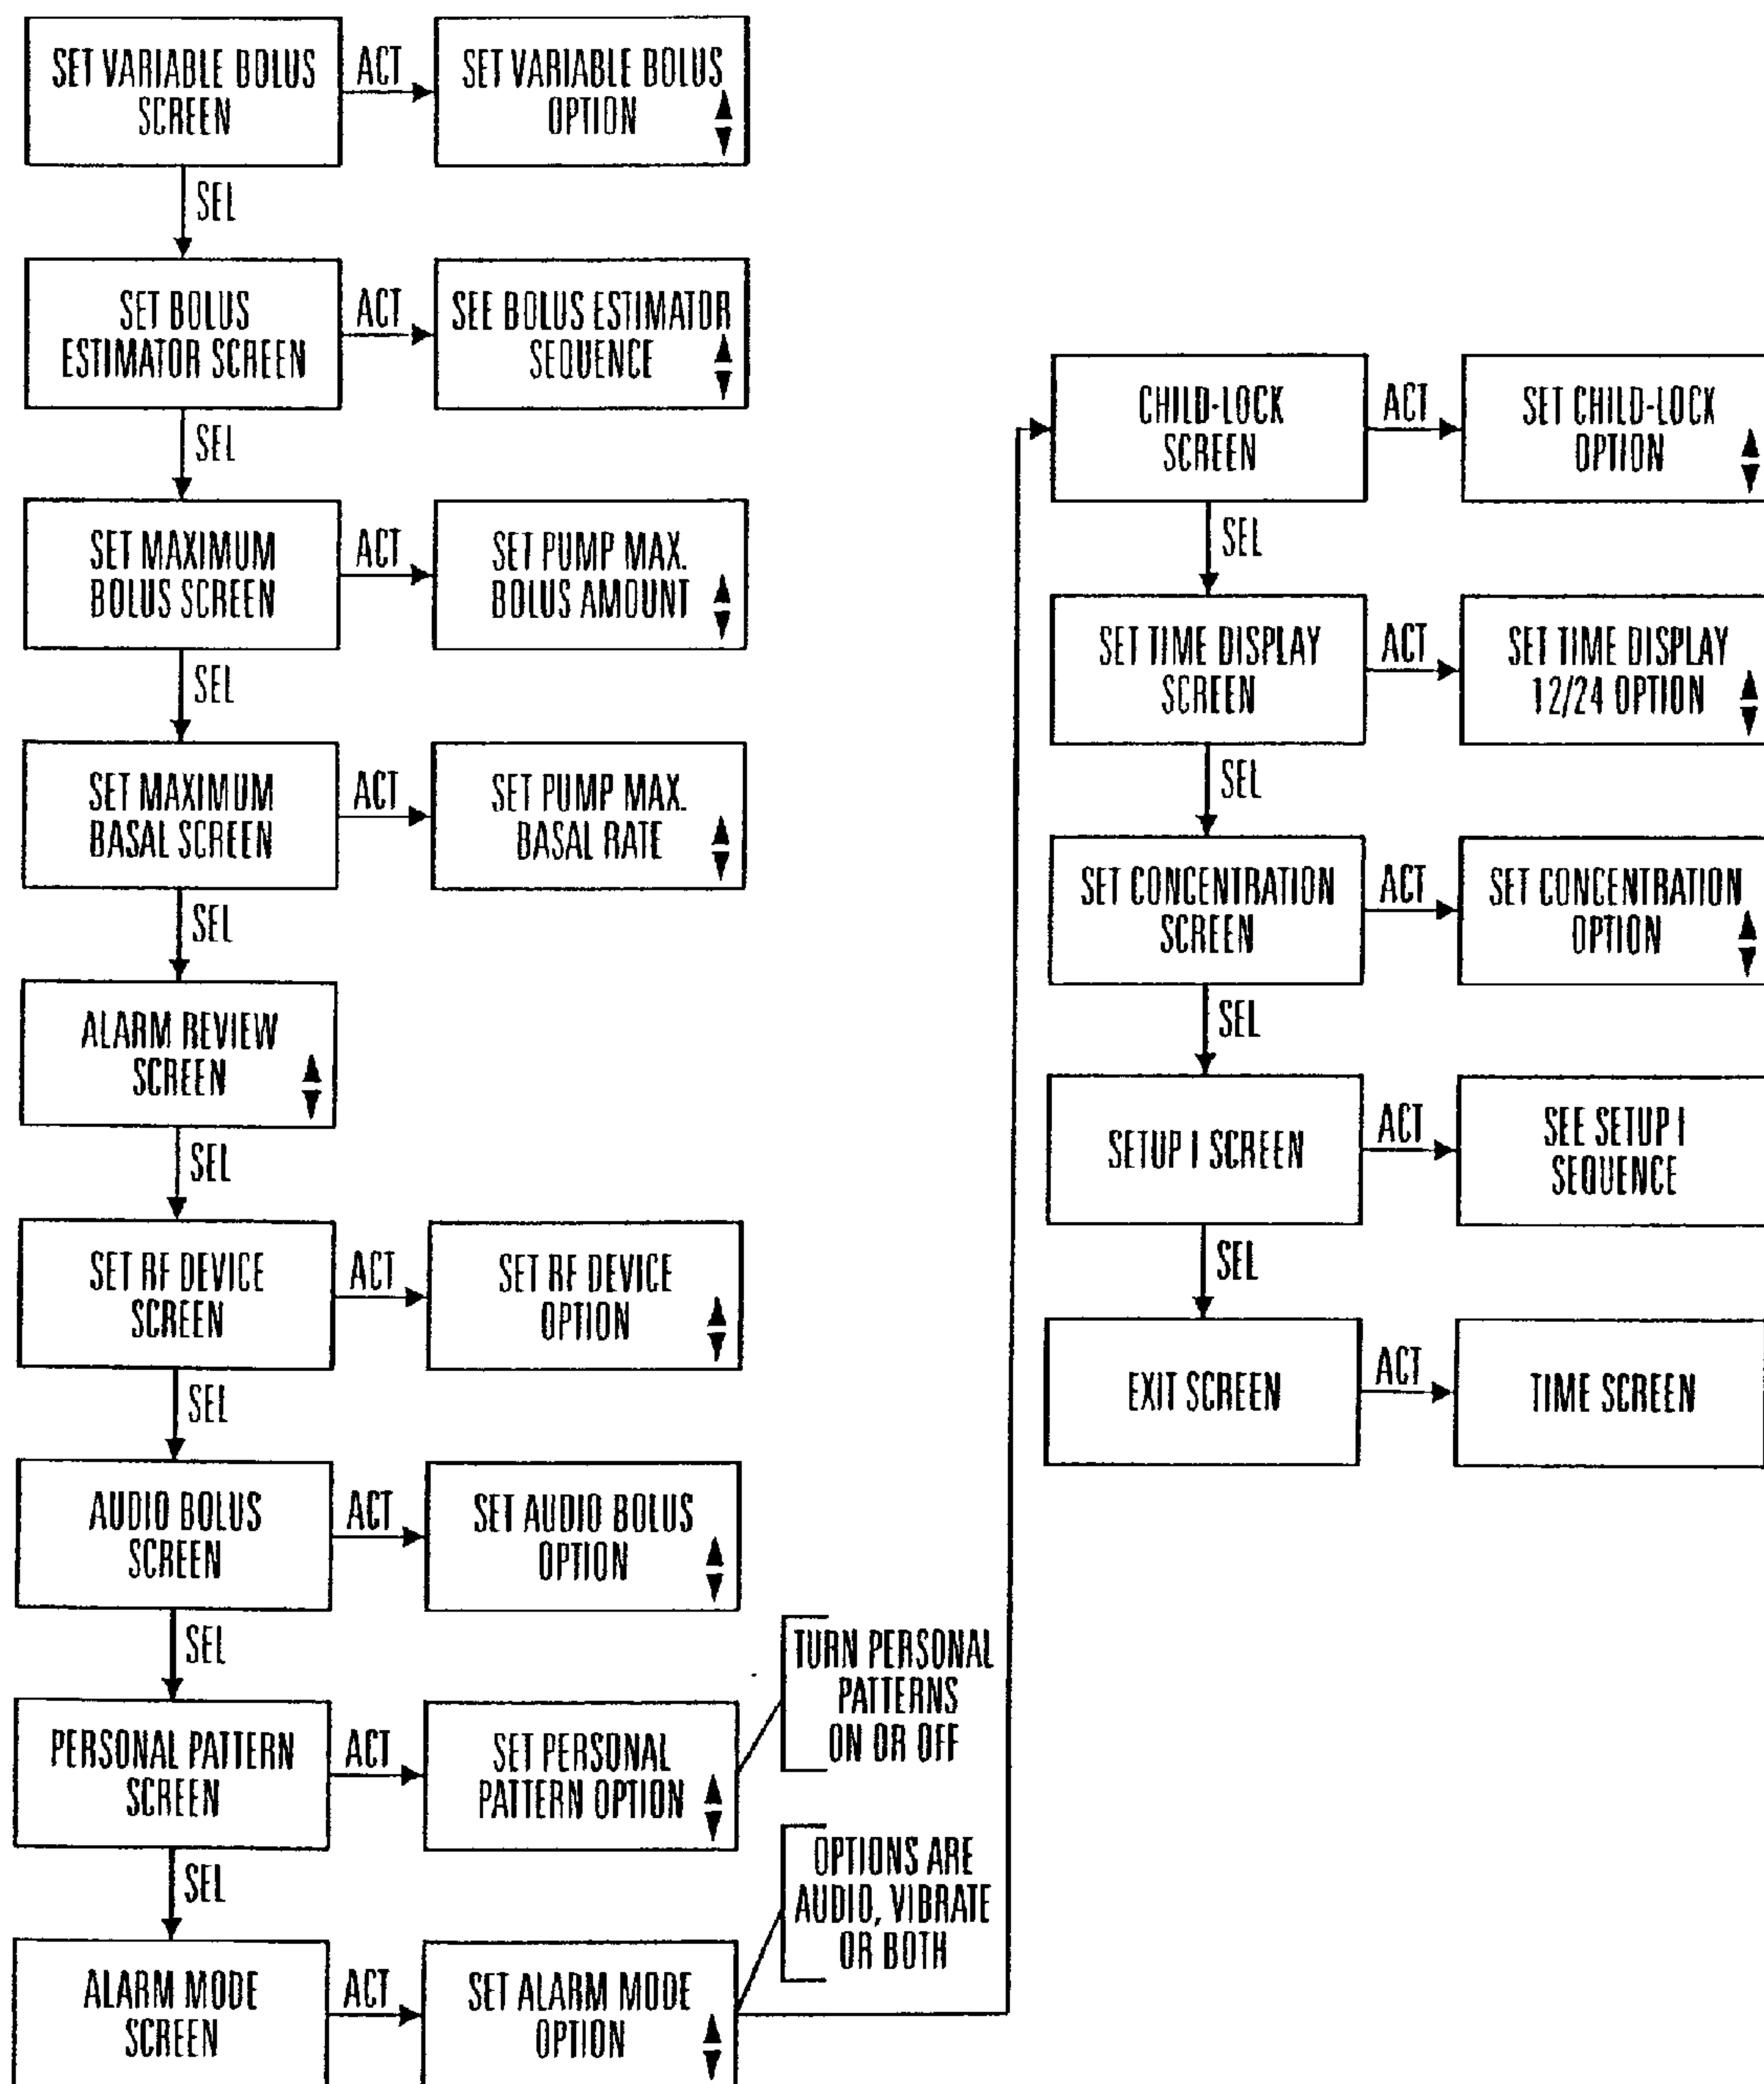 SET VARIABLE BOLUS
SCREEN
ACT
SET VARIABLE BOLUS
OPTION
SEL
SET BOLUS
ESTIMATOR SCREEN
ACT
SEE BOLUS ESTIMATOR
SEQUENCE
SEL
SET MAXIMUM
BOLUS SCREEN
ACT
SET PUMP MAX.
BOLUS AMOUNT
SEL
SET MAXIMUM
BASAL SCREEN
ACT
SET PUMP MAX.
BASAL RATE
SEL
ALARM REVIEW
SCREEN
SEL
SET RF DEVICE
SCREEN
ACT
SET RF DEVICE
OPTION
SEL
AUDIO BOLUS
SCREEN
ACT
SET AUDIO BOLUS
OPTION
SEL
PERSONAL PATTERN
SCREEN
ACT
SET PERSONAL
PATTERN OPTION
TURN PERSONAL
PATTERNS
ON OR OFF
SEL
ALARM MODE
SCREEN
ACT
SET ALARM MODE
OPTION
OPTIONS ARE
AUDIO, VIBRATE
OR BOTH
CHILD-LOCK
SCREEN
ACT
SET CHILD-LOCK
OPTION
SEL
SET TIME DISPLAY
SCREEN
ACT
SET TIME DISPLAY
12/24 OPTION
SEL
SET CONCENTRATION
SCREEN
ACT
SET CONCENTRATION
OPTION
SEL
SETUP I SCREEN
ACT
SEE SETUP I
SEQUENCE
SEL
EXIT SCREEN
ACT
TIME SCREEN